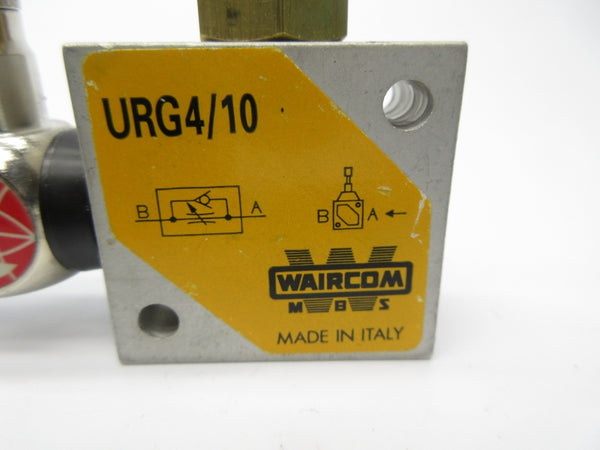 URG4/10
B A B A
WAIRCOM
M B S
MADE IN ITALY